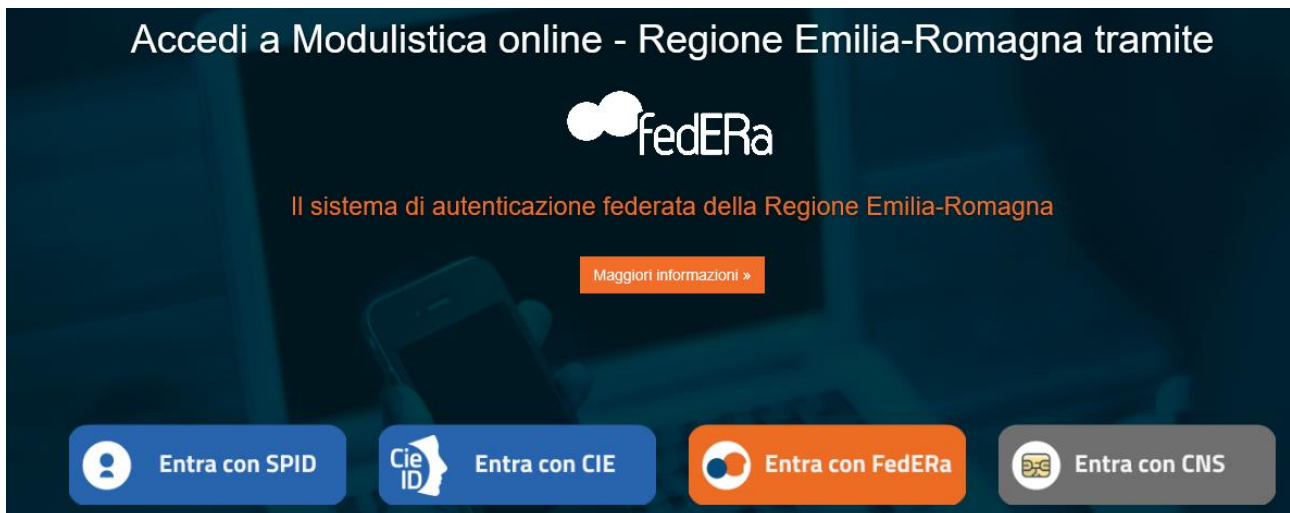 Accedi a Modulistica online - Regione Emilia-Romagna tramite
fedERa
Il sistema di autenticazione federata della Regione Emilia-Romagna
Maggiori informazioni »
Entra con SPID
Cie ID
Entra con CIE
Entra con FedERa
Entra con CNS